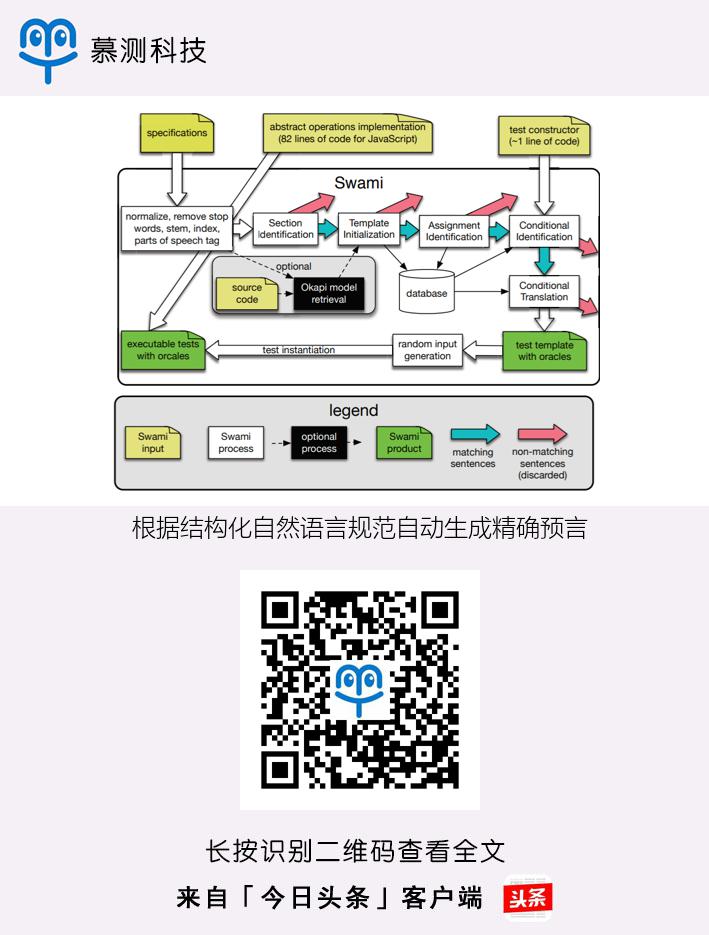 慕测科技
specifications
abstract operations implementation
(82 lines of code for JavaScript)
test constructor
(~1 line of code)
Swami
normalize, remove stop
words, stem, index,
parts of speech tag
Section
Identification
Template
Initialization
Assignment
Identification
Conditional
Identification
optional
source
code
Okapi model
retrieval
database
Conditional
Translation
executable tests
with orcales
test instantiation
random input
generation
test template
with oracles
legend
Swami
input
Swami
process
optional
process
Swami
product
matching
sentences
non-matching
sentences
(discarded)
根据结构化自然语言规范自动生成精确预言
长按识别二维码查看全文
来自「今日头条」客户端
头条